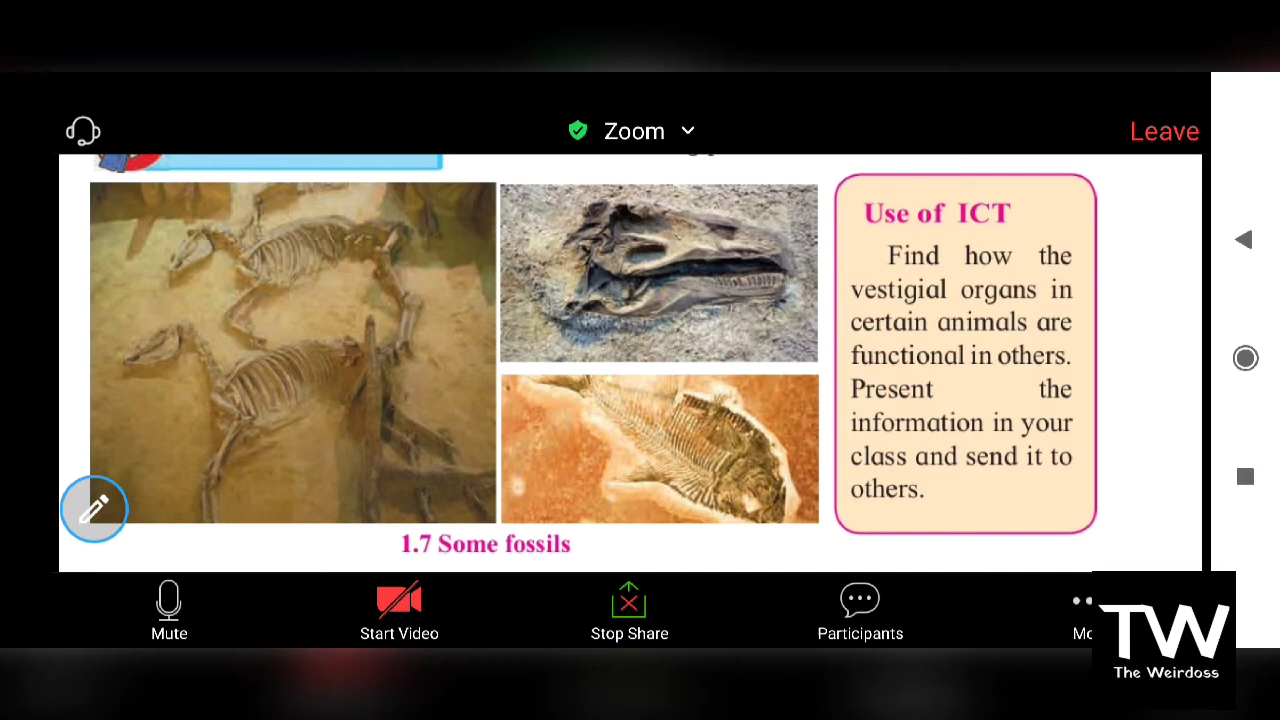 Zoom
Leave
Use of ICT
Find how the
vestigial organs in
certain animals are
functional in others.
Present the
information in your
class and send it to
others.
1.7 Some fossils
Mute
Start Video
Stop Share
Participants
TW
The Weirdoss